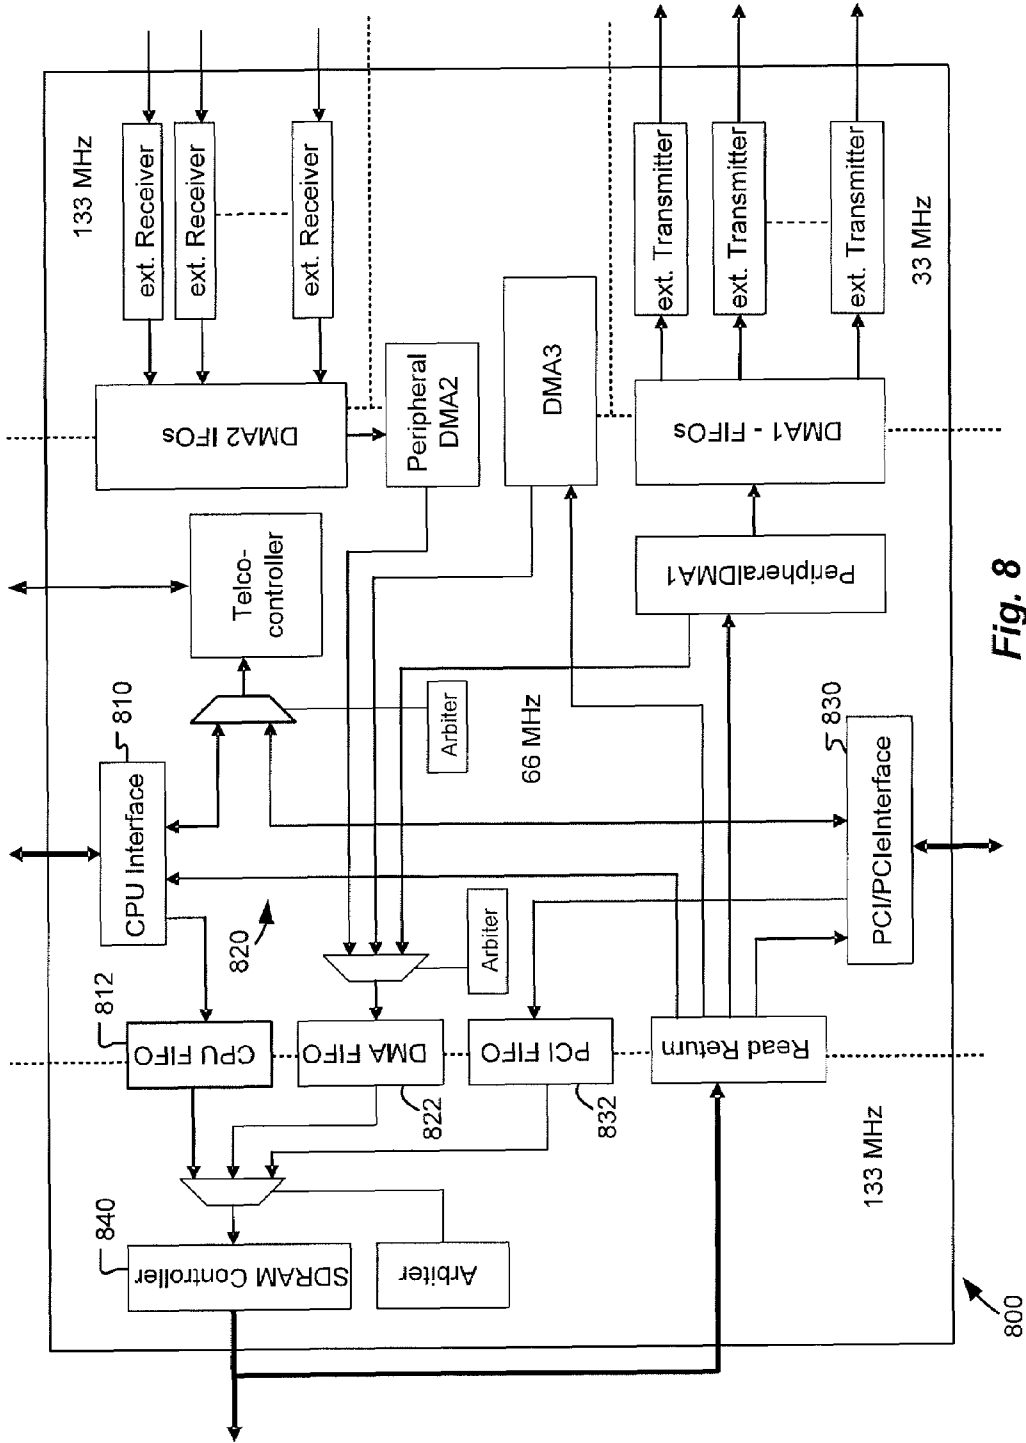 133 MHz
ext. Receiver
ext. Receiver
ext. Receiver
DMA2 IFOs
Peripheral
DMA2
DMA3
ext. Transmitter
ext. Transmitter
ext. Transmitter
33 MHz
DMA1 - FIFOs
PeripheralDMA1
Telco-
controller
810
CPU Interface
Arbiter
66 MHz
830
PCI/PCIeInterface
820
Arbiter
812
CPU FIFO
DMA FIFO
822
PCI FIFO
832
Read Return
133 MHz
840
SDRAM Controller
Arbiter
800
Fig. 8